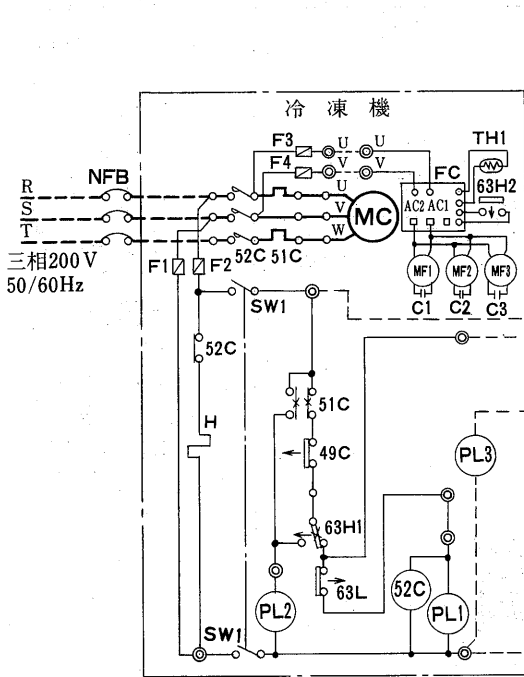 冷凍機
F3 U U
F4 V V
TH1
FC
63H2
NFB
R
S
T
U
V
W
MC
AC2 AC1
三相200V
50/60Hz
F1 F2
52C 51C
MF1 MF2 MF3
C1 C2 C3
SW1
52C
51C
H
49C
PL3
63H1
63L
52C
PL2
PL1
SW1